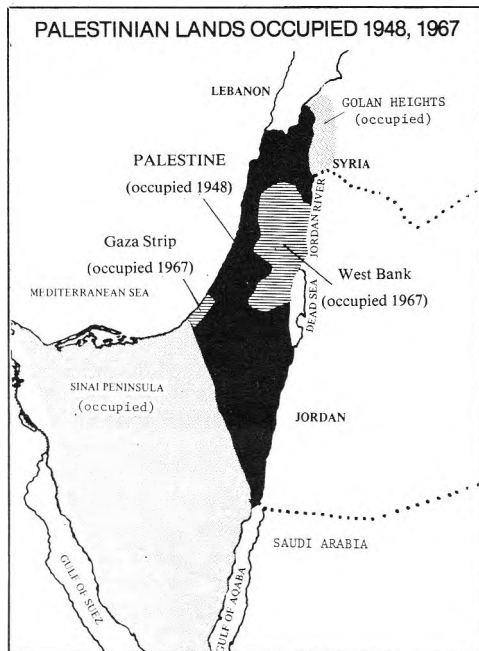 PALESTINIAN LANDS OCCUPIED 1948, 1967
LEBANON
GOLAN HEIGHTS
(occupied)
SYRIA
PALESTINE
(occupied 1948)
JORDAN RIVER
Gaza Strip
(occupied 1967)
West Bank
(occupied 1967)
MEDITERRANEAN SEA
DEAD SEA
SINAI PENINSULA
(occupied)
JORDAN
SAUDI ARABIA
GULF OF SUEZ
GULF OF AQABA